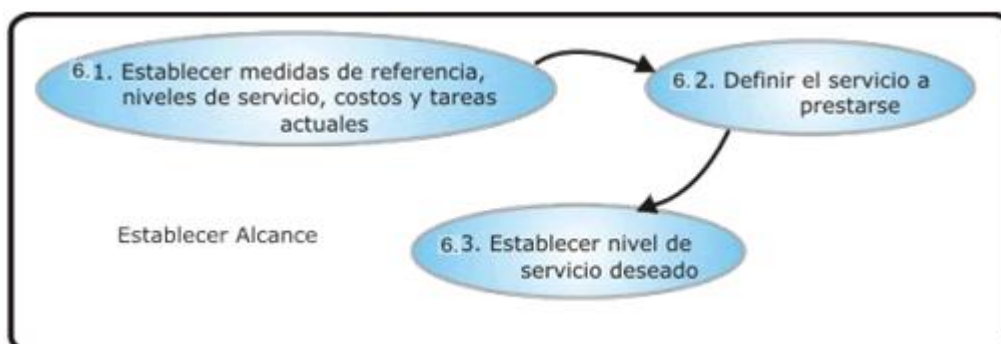 6.1. Establecer medidas de referencia,
niveles de servicio, costos y tareas
actuales
6.2. Definir el servicio a
prestarse
Establecer Alcance
6.3. Establecer nivel de
servicio deseado